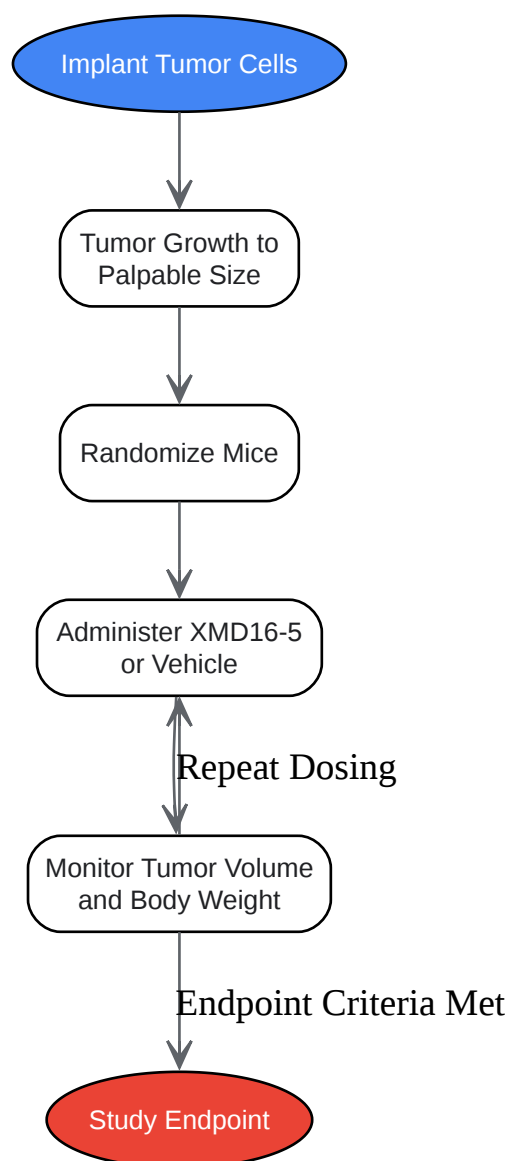 Implant Tumor Cells
Tumor Growth to
Palpable Size
Randomize Mice
Administer XMD16-5
or Vehicle
Repeat Dosing
Monitor Tumor Volume
and Body Weight
Endpoint Criteria Met
Study Endpoint